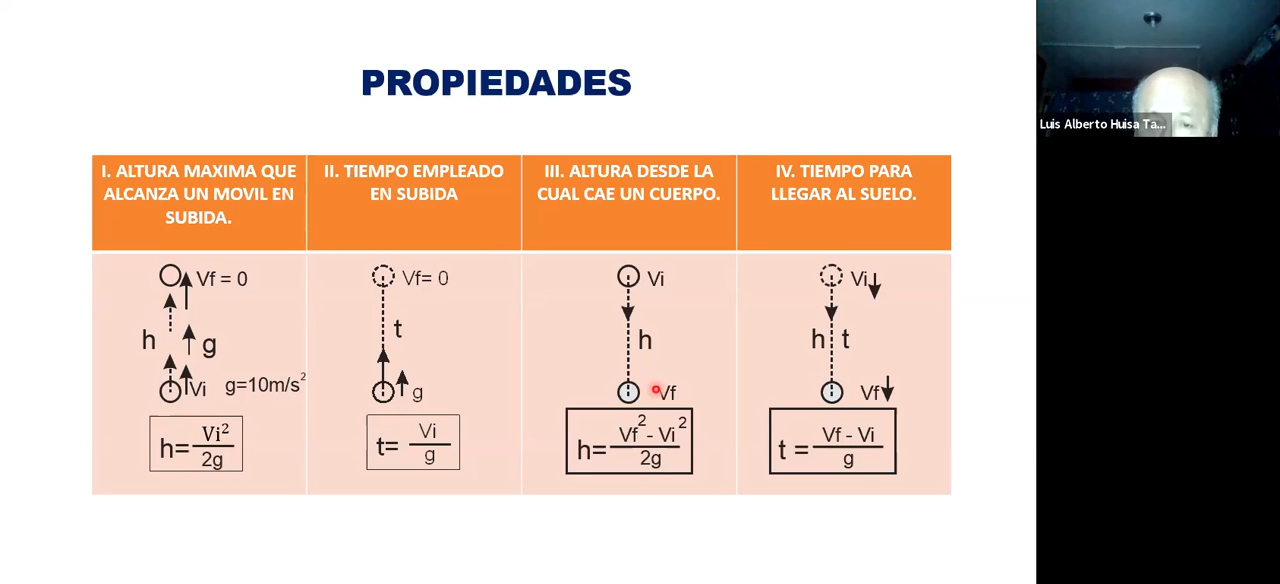 PROPIEDADES
Luis Alberto Huisa Ta...
I. ALTURA MAXIMA QUE
ALCANZA UN MOVIL EN
SUBIDA.
II. TIEMPO EMPLEADO
EN SUBIDA
III. ALTURA DESDE LA
CUAL CAE UN CUERPO.
IV. TIEMPO PARA
LLEGAR AL SUELO.
Vf = 0
h
g
Vi
g=10m/s²
h= Vi²/2g
Vf= 0
t
g
t= Vi/g
Vi
h
Vf
h= Vf² - Vi²/2g
Vi
h t
Vf
t = Vf - Vi/g